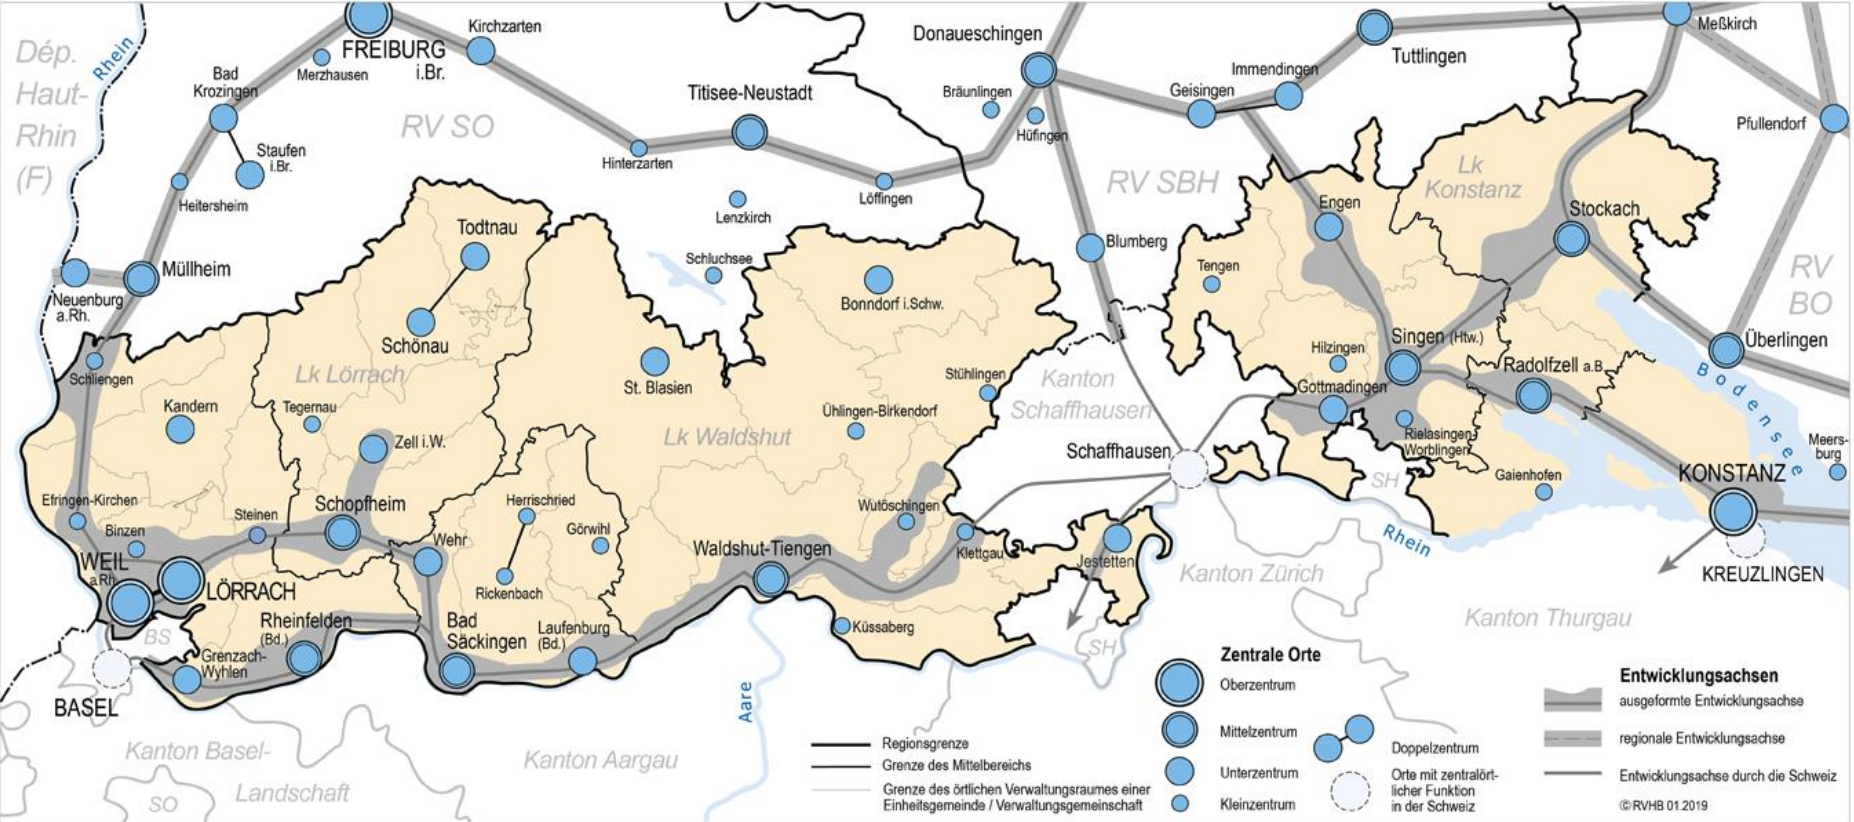 Dép.
Haut-
Rhin
(F)
Rhein
FREIBURG
i.Br.
Merzhausen
Kirchzarten
Bad
Krozingen
Staufen
i.Br.
Heitersheim
RV SO
Titisee-Neustadt
Hinterzarten
Löffingen
Lenzkirch
Schluchsee
Donaueschingen
Bräunlingen
Hüfingen
Geisingen
Immendingen
Tuttlingen
Meßkirch
Pfullendorf
RV SBH
Lk
Konstanz
RV
BO
Müllheim
Neuenburg
a.Rh.
Schliengen
Todtnau
Schönau
Lk Lörrach
Kandern
Tegernau
Zell i.W.
St. Blasien
Bonndorf i.Schw.
Blumberg
Tengen
Engen
Stockach
Stühlingen
Ühlingen-Birkendorf
Lk Waldshut
Kanton
Schaffhausen
Schaffhausen
Hilzingen
Singen (Htw.)
Gottmadingen
Radolfzell a.B.
Überlingen
Bodensee
Rielasingen-
Worblingen
Gaienhofen
Meers-
burg
KONSTANZ
KREUZLINGEN
SH
Rhein
Efringen-Kirchen
Binzen
Steinen
Schopfheim
Wehr
Herrischried
Görwihl
Rickenbach
Wutöschingen
Klettgau
Jestetten
Waldshut-Tiengen
WEIL
a.Rh.
LÖRRACH
Rheinfelden
(Bd.)
Grenzach-
Wyhlen
Bad
Säckingen
Laufenburg
(Bd.)
Küssaberg
BS
BASEL
SH
Kanton Zürich
Kanton Thurgau
Aare
Kanton Basel-
Landschaft
SO
Kanton Aargau
Regionsgrenze
Grenze des Mittelbereichs
Grenze des örtlichen Verwaltungsraumes einer
Einheitsgemeinde / Verwaltungsgemeinschaft
Zentrale Orte
Oberzentrum
Mittelzentrum
Unterzentrum
Kleinzentrum
Doppelzentrum
Orte mit zentralört-
licher Funktion
in der Schweiz
Entwicklungsachsen
ausgeformte Entwicklungsachse
regionale Entwicklungsachse
Entwicklungsachse durch die Schweiz
© RVHB 01.2019